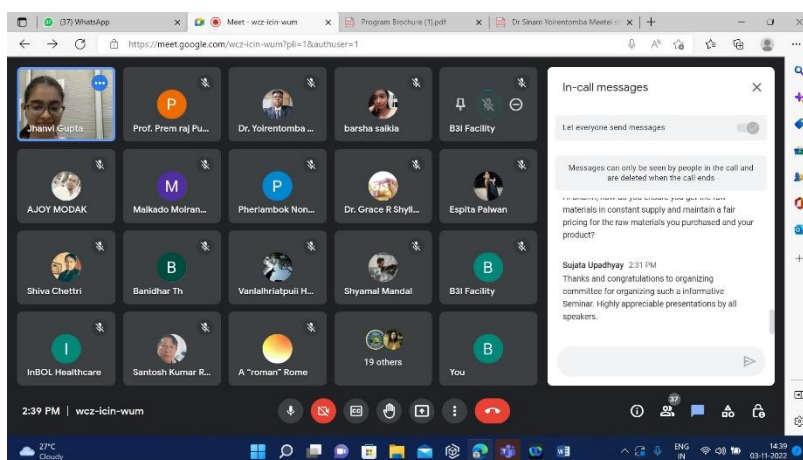 (37) WhatsApp
Meet - wcz-icin-wum
Program Brochure (1).pdf
Dr Sinam Yoirentomba Meetei s
https://meet.google.com/wcz-icin-wum?pli=1&authuser=1
Jhanvi Gupta
P
Prof. Prem raj Pu...
Dr. Yoirentomba ...
barsha saikia
B3I Facility
AJOY MODAK
M
Maikado Moiran...
P
Pheriambok Non...
Dr. Grace R Shyll...
Espita Palwan
Shiva Chettri
B
Banidhar Th
Vanlalhriatpuii H...
Shyamal Mandal
B
B3I Facility
I
InBOL Healthcare
Santosh Kumar R...
A "roman" Rome
19 others
B
You
In-call messages
Let everyone send messages
Messages can only be seen by people in the call and
are deleted when the call ends
materials in constant supply and maintain a fair
pricing for the raw materials you purchased and your
product?
Sujata Upadhyay 2:31 PM
Thanks and congratulations to organizing
committee for organizing such a informative
Seminar. Highly appreciable presentations by all
speakers.
2:39 PM | wcz-icin-wum
37
27°C
Cloudy
ENG
IN
14:39
03-11-2022